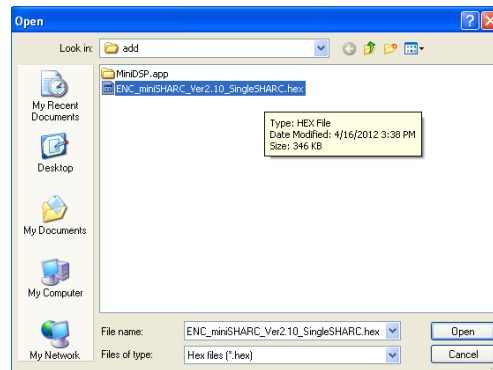 Open
Look in:
add
MiniDSP.app
ENC_miniSHARC_Ver2.10_SingleSHARC.hex
Type: HEX File
Date Modified: 4/16/2012 3:38 PM
Size: 346 KB
My Recent
Documents
Desktop
My Documents
My Computer
My Network
File name:
ENC_miniSHARC_Ver2.10_SingleSHARC.hex
Open
Files of type:
Hex files (*.hex)
Cancel